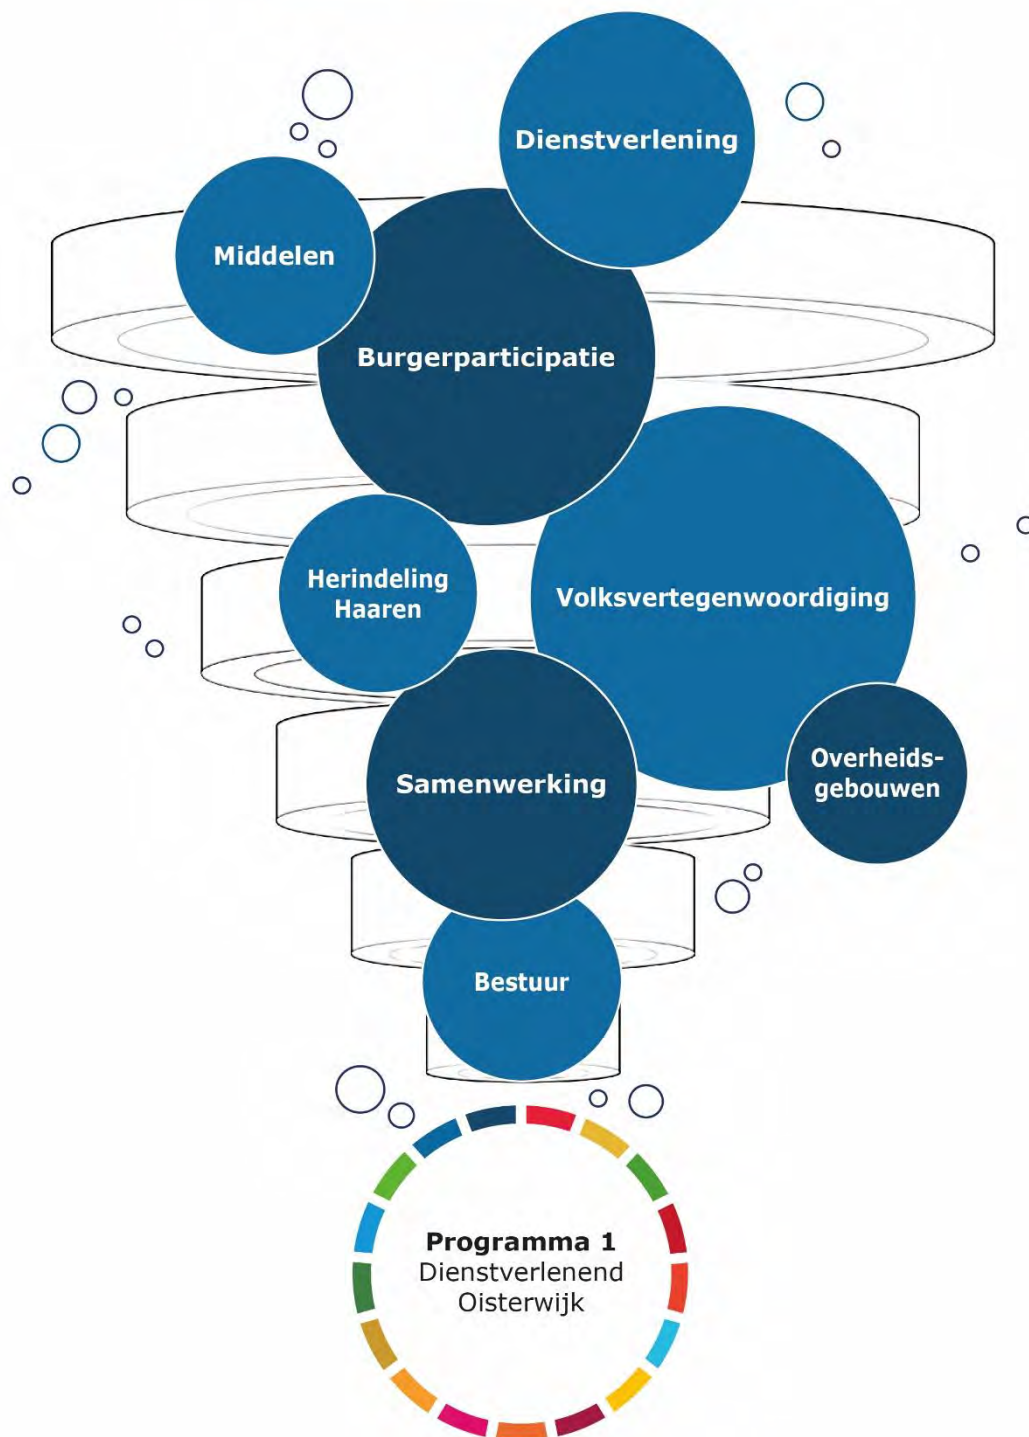 Dienstverlening
Middelen
Burgerparticipatie
Herindeling
Haaren
Volksvertegenwoordiging
Overheids-
gebouwen
Samenwerking
Bestuur
Programma 1
Dienstverlenend
Oisterwijk